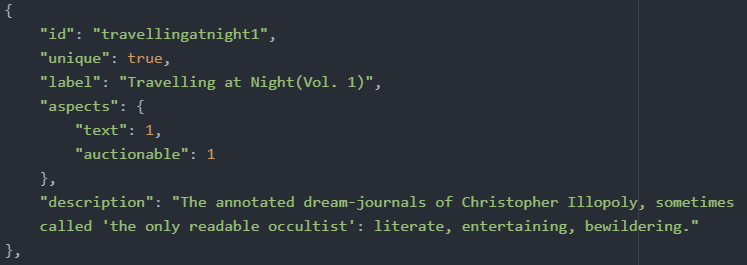 {
"id": "travellingatnight1",
"unique": true,
"label": "Travelling at Night(Vol. 1)",
"aspects": {
"text": 1,
"auctionable": 1
},
"description": "The annotated dream-journals of Christopher Illopoly, sometimes
called 'the only readable occultist': literate, entertaining, bewildering."
},